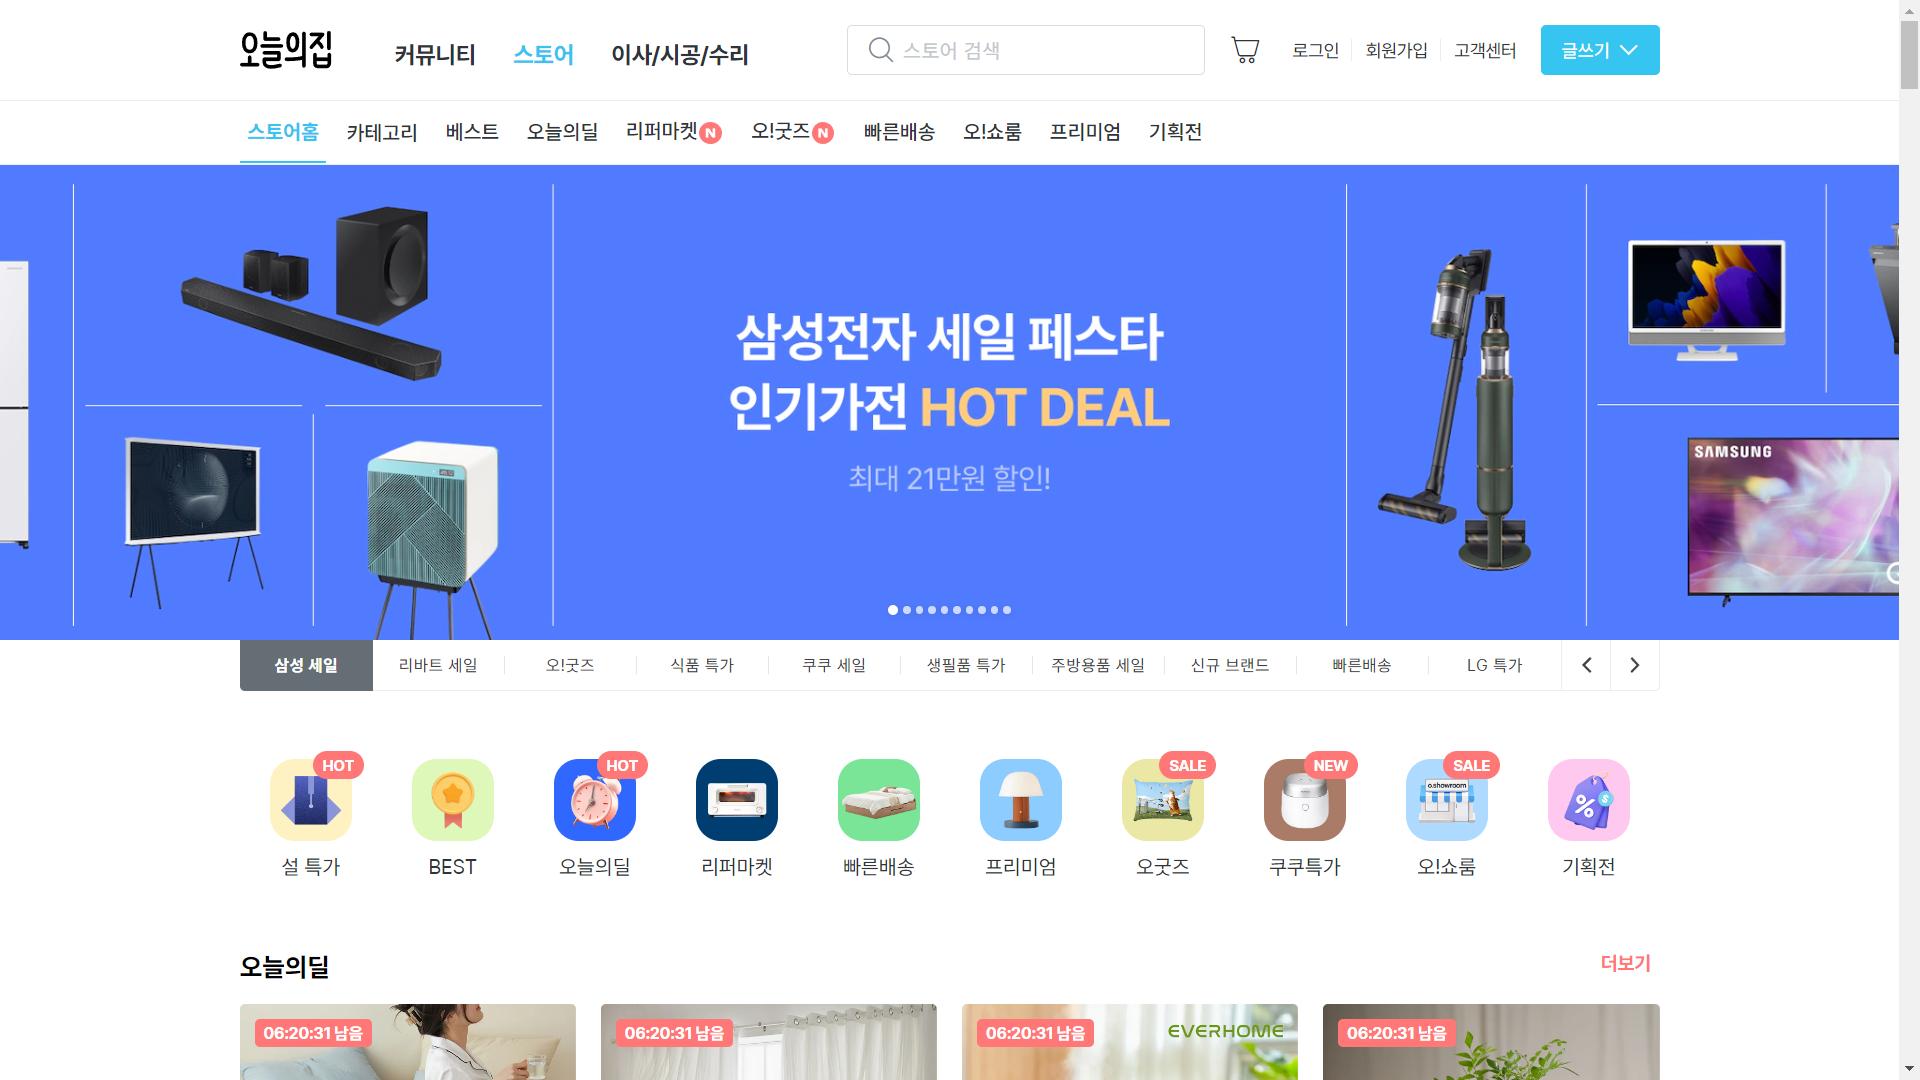 오늘의집
커뮤니티
스토어
이사/시공/수리
스토어 검색
로그인
회원가입
고객센터
글쓰기
스토어홈
카테고리
베스트
오늘의딜
리퍼마켓 N
오!굿즈 N
빠른배송
오!쇼룸
프리미엄
기획전
삼성전자 세일 페스타
인기가전 HOT DEAL
최대 21만원 할인!
SAMSUNG
삼성 세일
리바트 세일
오!굿즈
식품 특가
쿠쿠 세일
생필품 특가
주방용품 세일
신규 브랜드
빠른배송
LG 특가
HOT
HOT
SALE
NEW
SALE
o.showroom
설 특가
BEST
오늘의딜
리퍼마켓
빠른배송
프리미엄
오굿즈
쿠쿠특가
오!쇼룸
기획전
오늘의딜
더보기
06:20:31 남음
06:20:31 남음
06:20:31 남음
EVERHOME
06:20:31 남음